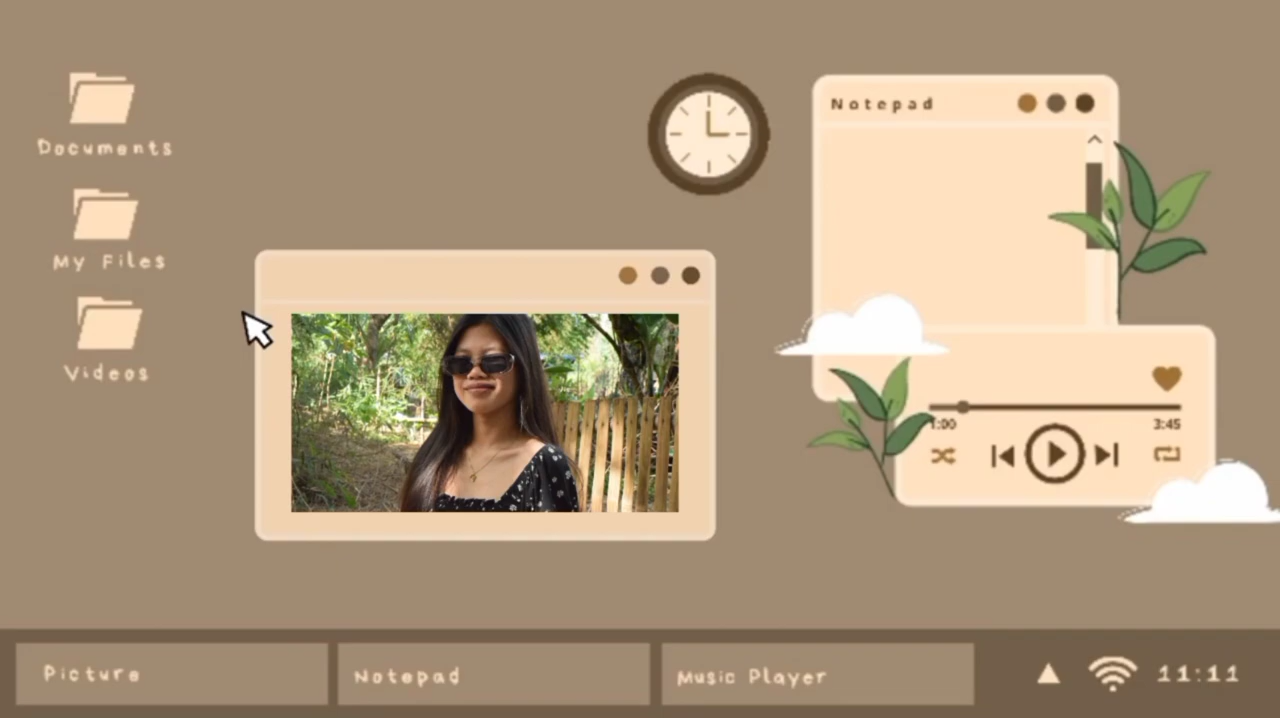 Documents
My Files
Videos
Notepad
1:00
3:45
Picture
Notepad
Music Player
11:11